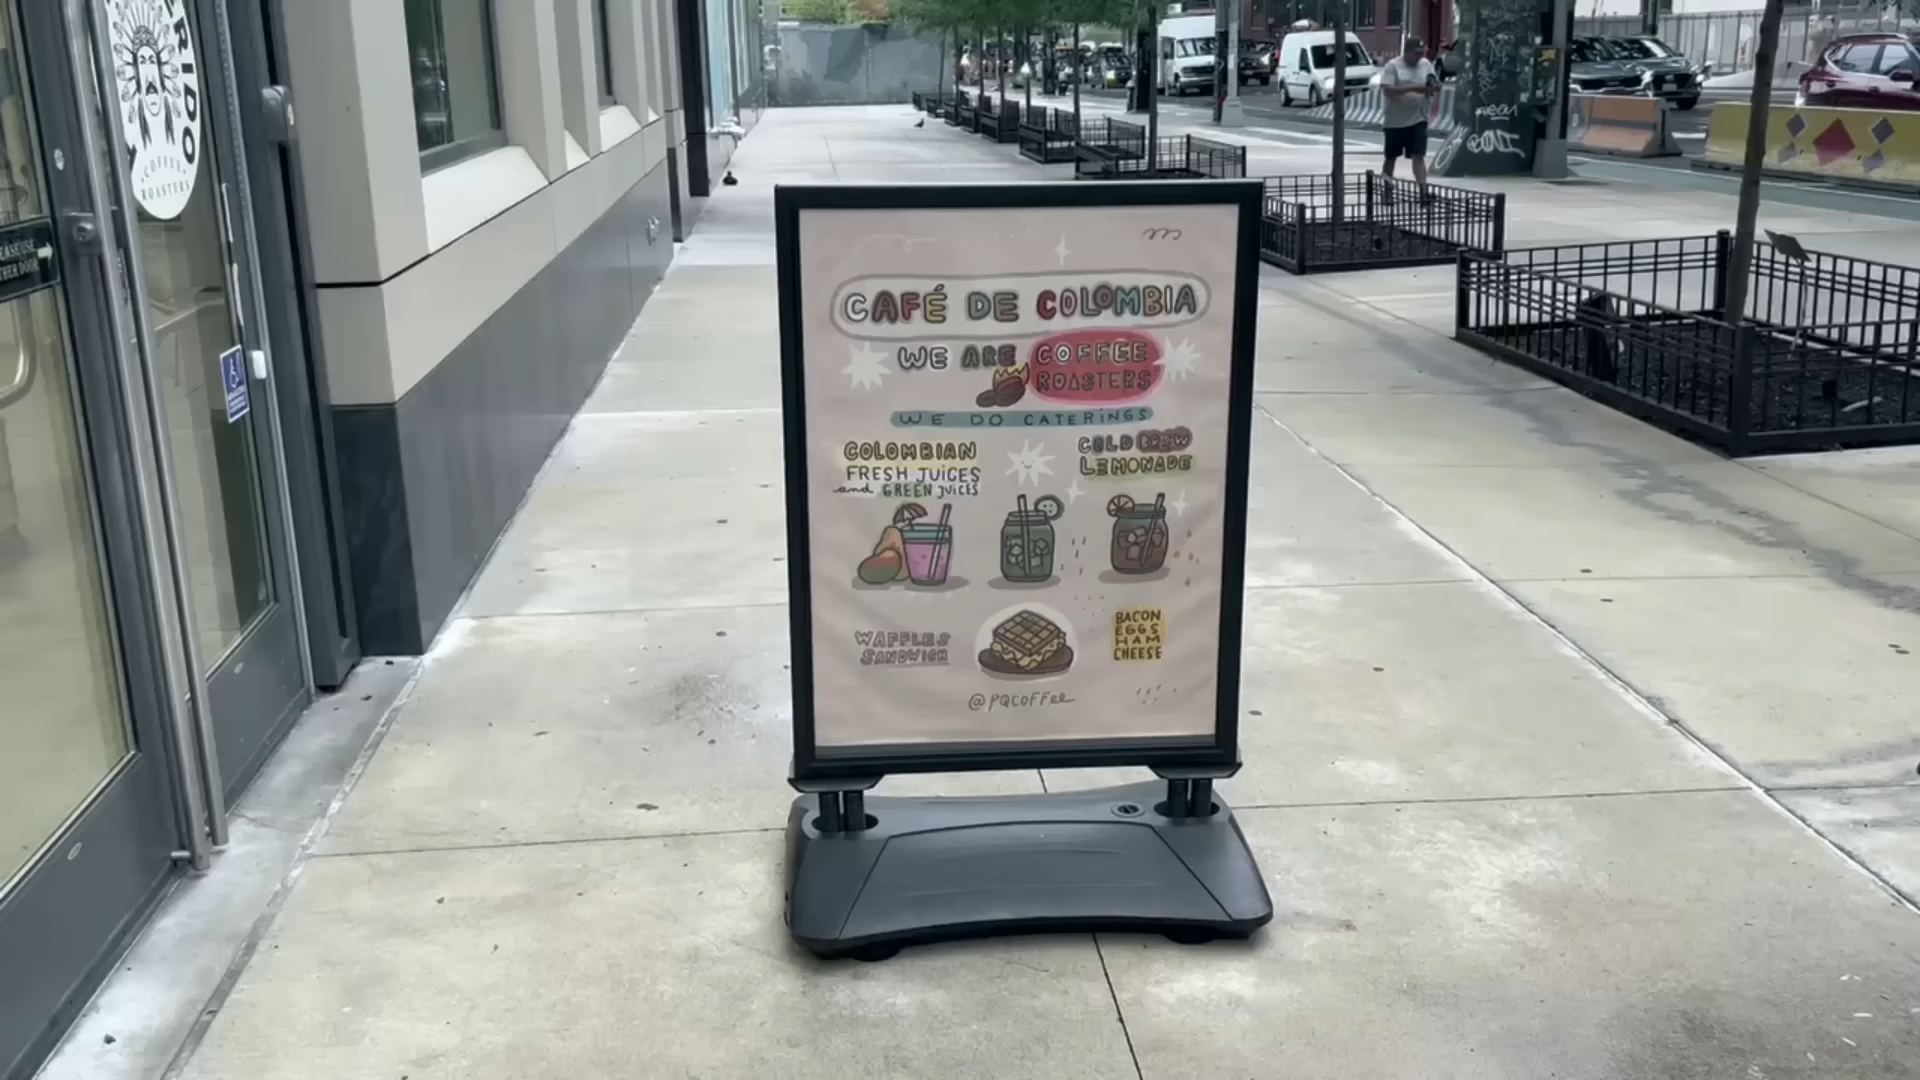 CAFÉ DE COLOMBIA
WE ARE COFFEE
ROASTERS
WE DO CATERINGS
COLOMBIAN
FRESH JUICES
and GREEN JUICES
COLD BREW
LEMONADE
WAFFLES
SANDWICH
BACON
EGGS
HAM
CHEESE
@PQCOFFee
RIDO
COFFEE
ROASTERS